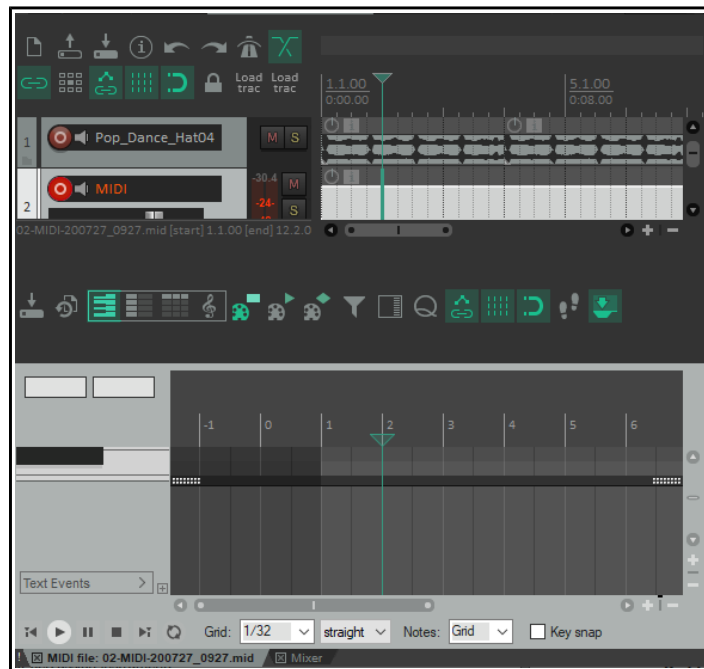 Load Load
trac trac
1.1.00 5.1.00
0:00.00 0:08.00
1 Pop_Dance_Hat04 M S
-30.4
MIDI M
-24-
2 S
02-MIDI-200727_0927.mid [start] 1.1.00 [end] 12.2.0
-1 0 1 2 3 4 5 6
Text Events >
Grid: 1/32 straight Notes: Grid Key snap
! MIDI file: 02-MIDI-200727_0927.mid Mixer